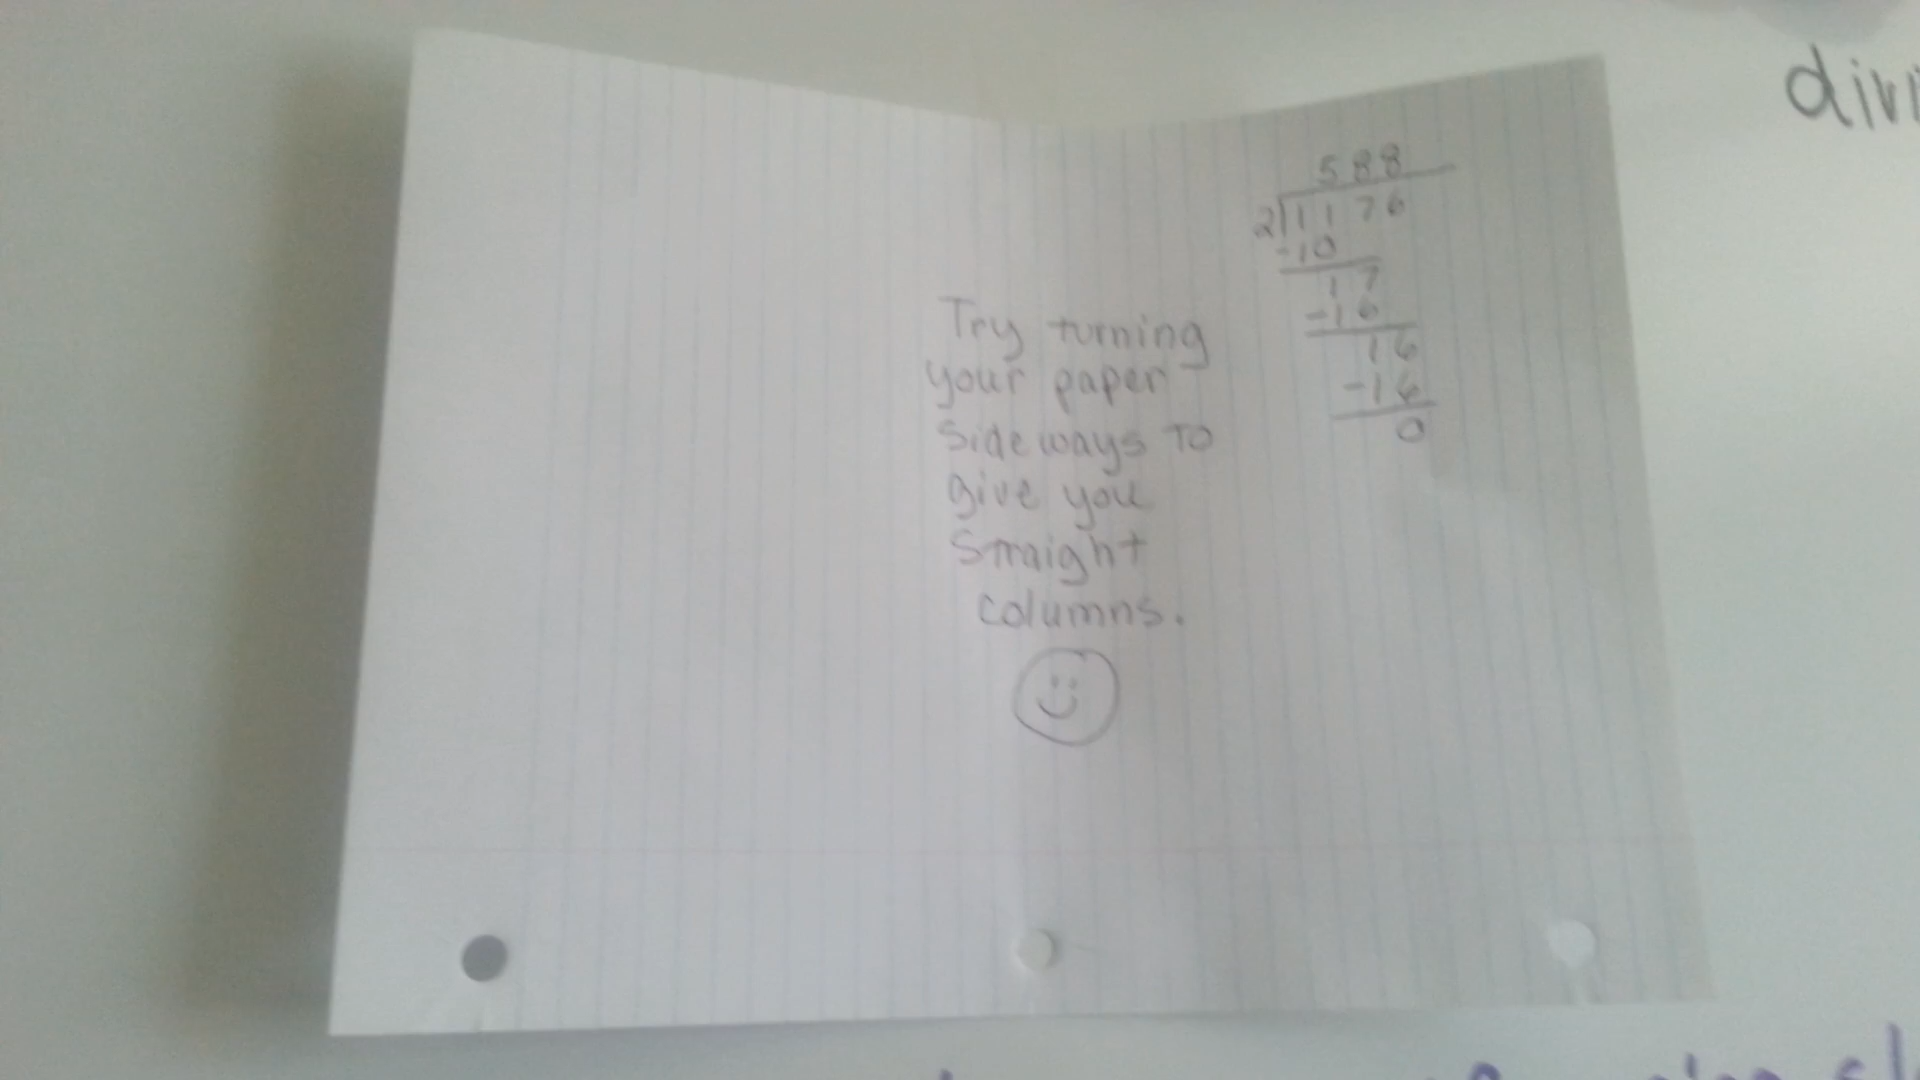 divi
588
2)1176
-10
17
-16
16
-16
0
Try turning
your paper
sideways to
give you
straight
columns.